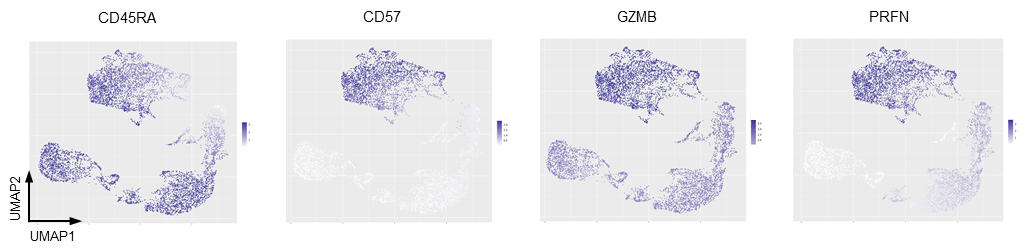 CD45RA
CD57
GZMB
PRFN
UMAP2
UMAP1